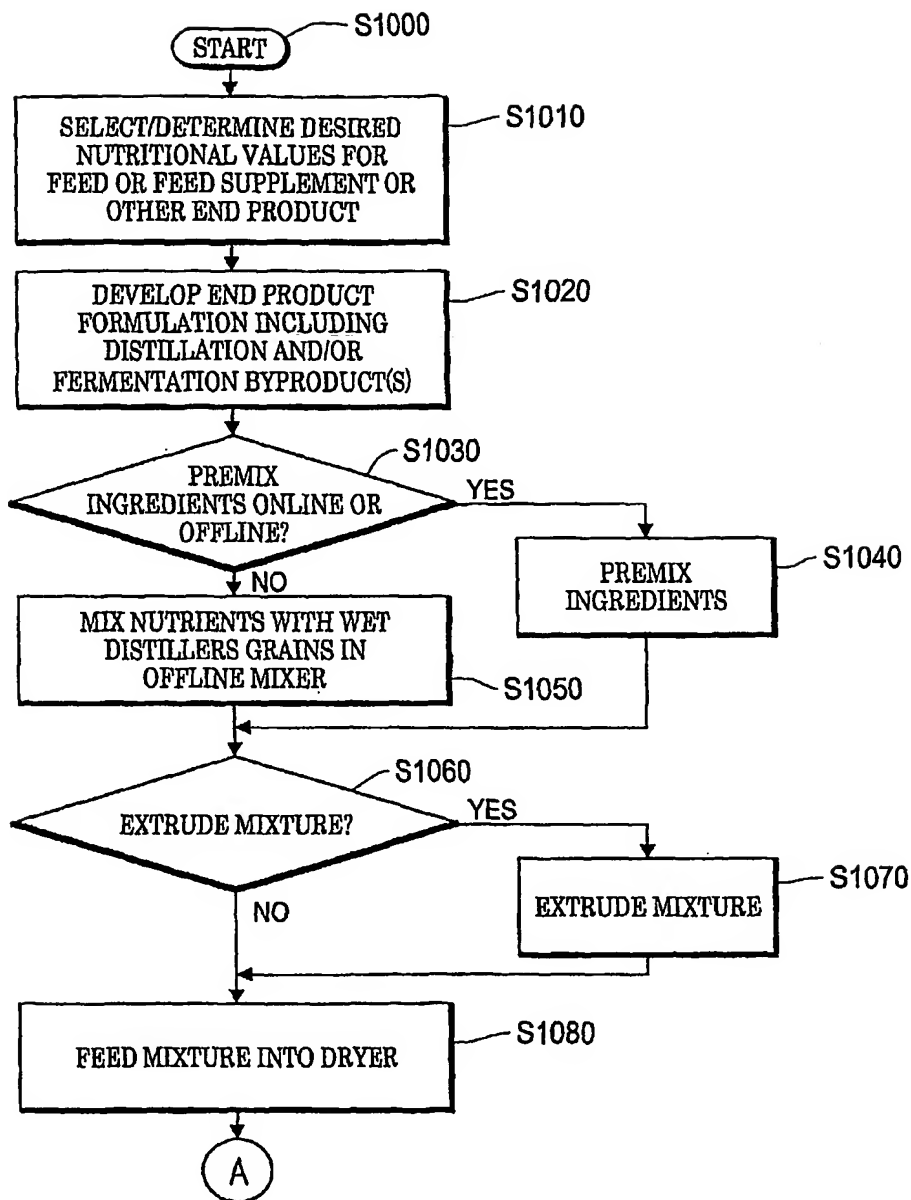 START
S1000
SELECT/DETERMINE DESIRED
NUTRITIONAL VALUES FOR
FEED OR FEED SUPPLEMENT OR
OTHER END PRODUCT
S1010
DEVELOP END PRODUCT
FORMULATION INCLUDING
DISTILLATION AND/OR
FERMENTATION BYPRODUCT(S)
S1020
PREMIX
INGREDIENTS ONLINE OR
OFFLINE?
S1030
YES
NO
PREMIX
INGREDIENTS
S1040
MIX NUTRIENTS WITH WET
DISTILLERS GRAINS IN
OFFLINE MIXER
S1050
EXTRUDE MIXTURE?
S1060
YES
NO
EXTRUDE MIXTURE
S1070
FEED MIXTURE INTO DRYER
S1080
A